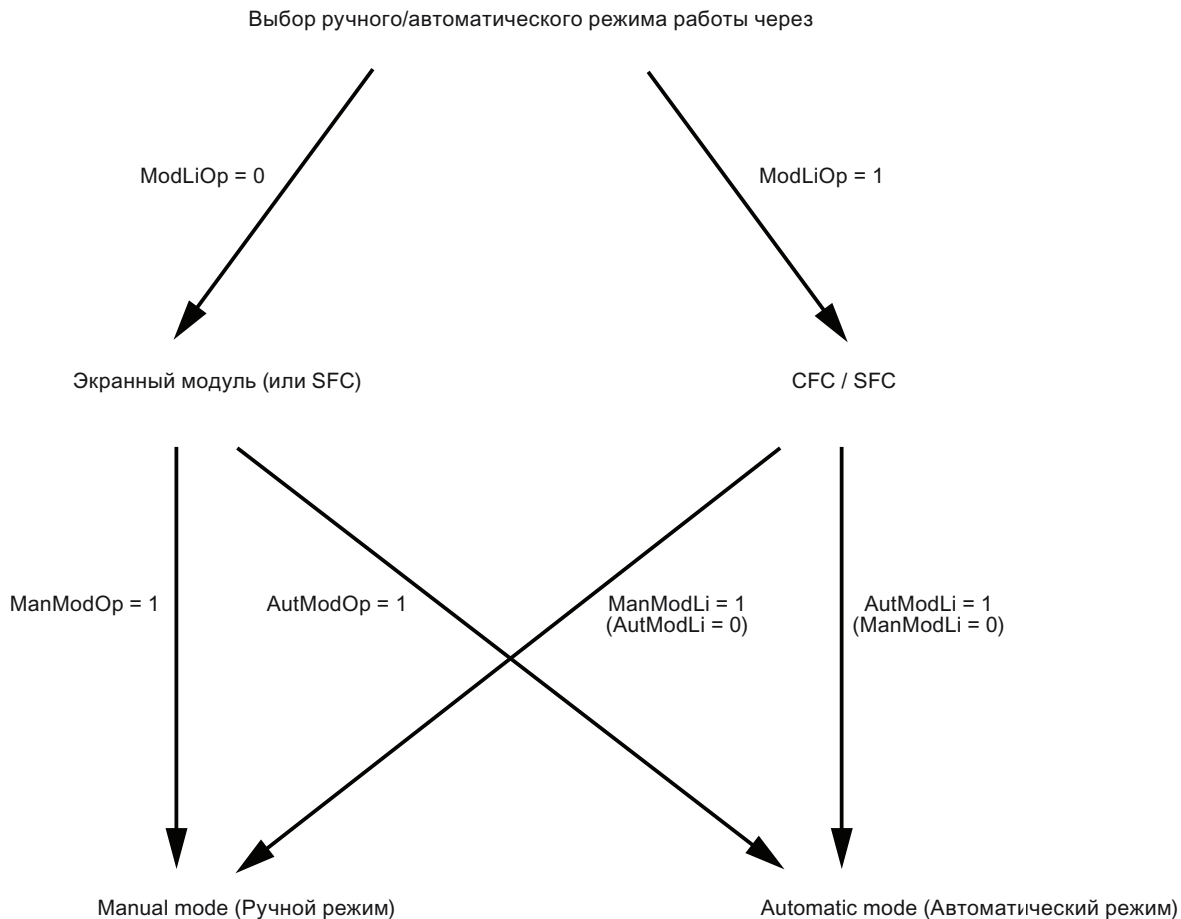 Выбор ручного/автоматического режима работы через
ModLiOp = 0
ModLiOp = 1
Экранный модуль (или SFC)
CFC / SFC
ManModOp = 1
AutModOp = 1
ManModLi = 1
(AutModLi = 0)
AutModLi = 1
(ManModLi = 0)
Manual mode (Ручной режим)
Automatic mode (Автоматический режим)